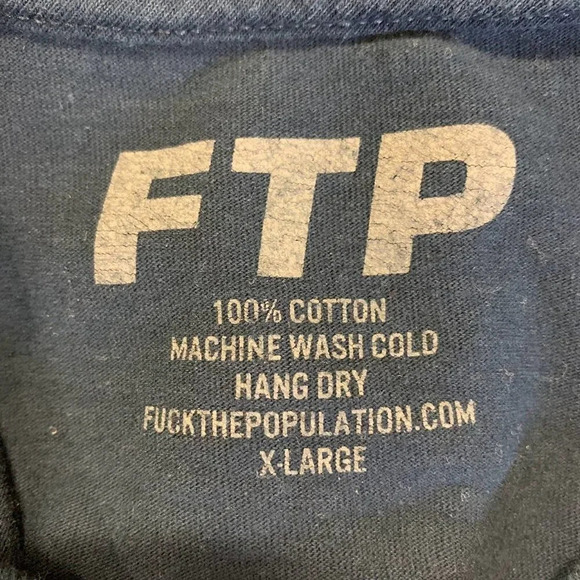 FTP
100% COTTON
MACHINE WASH COLD
HANG DRY
FUCKTHEPOPULATION.COM
X-LARGE